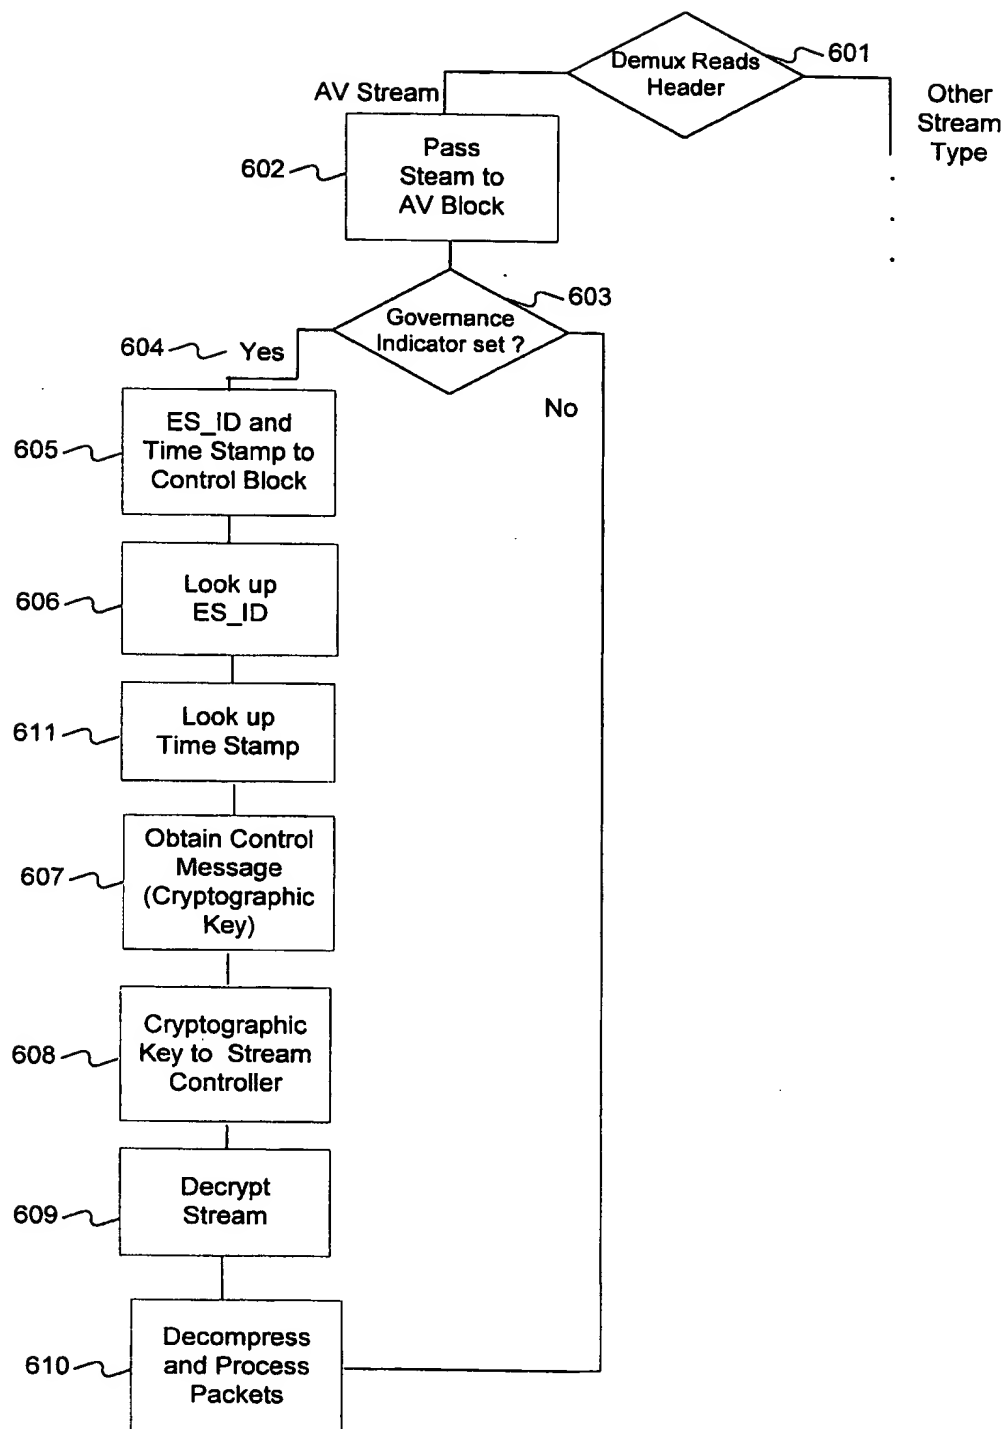 Demux Reads
Header
601
AV Stream
Other
Stream
Type
Pass
Steam to
AV Block
602
603
Governance
Indicator set ?
604
Yes
No
ES_ID and
Time Stamp to
Control Block
605
Look up
ES_ID
606
Look up
Time Stamp
611
Obtain Control
Message
(Cryptographic
Key)
607
Cryptographic
Key to Stream
Controller
608
Decrypt
Stream
609
Decompress
and Process
Packets
610